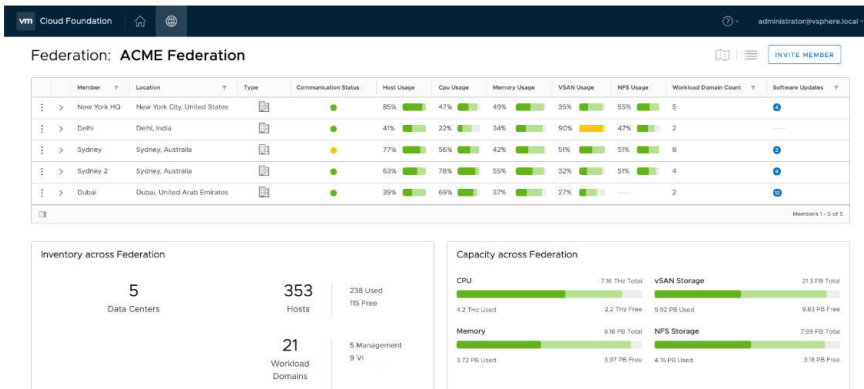 vm Cloud Foundation administrator@vsphere.local
Federation: ACME Federation INVITE MEMBER
Member Location Type Communication Status Host Usage Cpu Usage Memory Usage VSAN Usage NFS Usage Workload Domain Count Software Updates
New York HQ New York City, United States 85% 47% 49% 35% 55% 5 4
Delhi Delhi, India 41% 22% 34% 90% 47% 2
Sydney Sydney, Australia 77% 56% 42% 51% 51% 8 2
Sydney 2 Sydney, Australia 63% 78% 55% 32% 51% 4 4
Dubai Dubai, United Arab Emirates 39% 69% 37% 27% 2
Members 1 - 5 of 5
Inventory across Federation
5
Data Centers
353
Hosts
238 Used
115 Free
21
Workload
Domains
5 Management
9 VI
Capacity across Federation
CPU 7.16 THz Total
4.2 THz Used 2.2 THz Free
vSAN Storage 21.3 PB Total
9.92 PB Used 9.83 PB Free
Memory 8.18 PB Total
3.72 PB Used 3.97 PB Free
NFS Storage 7.99 PB Total
4.15 PB Used 3.18 PB Free